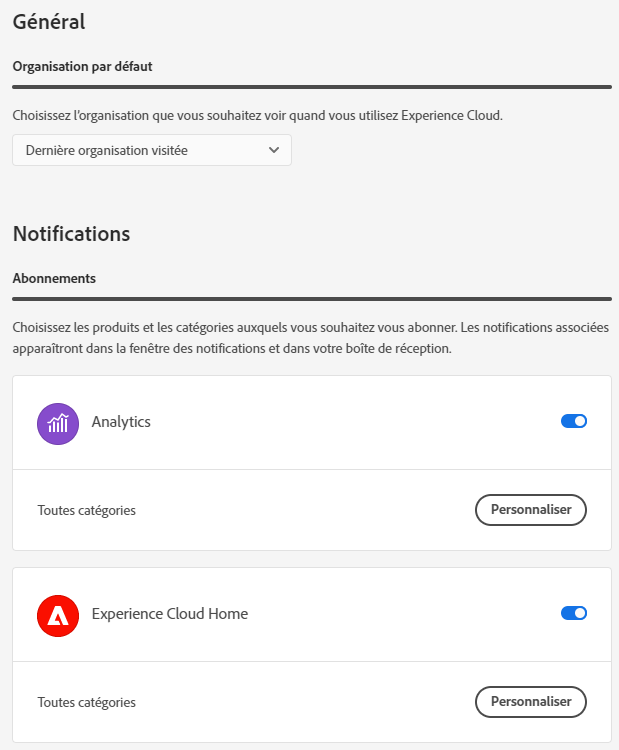 Général
Organisation par défaut
Choisissez l’organisation que vous souhaitez voir quand vous utilisez Experience Cloud.
Dernière organisation visitée
Notifications
Abonnements
Choisissez les produits et les catégories auxquels vous souhaitez vous abonner. Les notifications associées
apparaîtront dans la fenêtre des notifications et dans votre boîte de réception.
Analytics
Toutes catégories
Personnaliser
Experience Cloud Home
Toutes catégories
Personnaliser